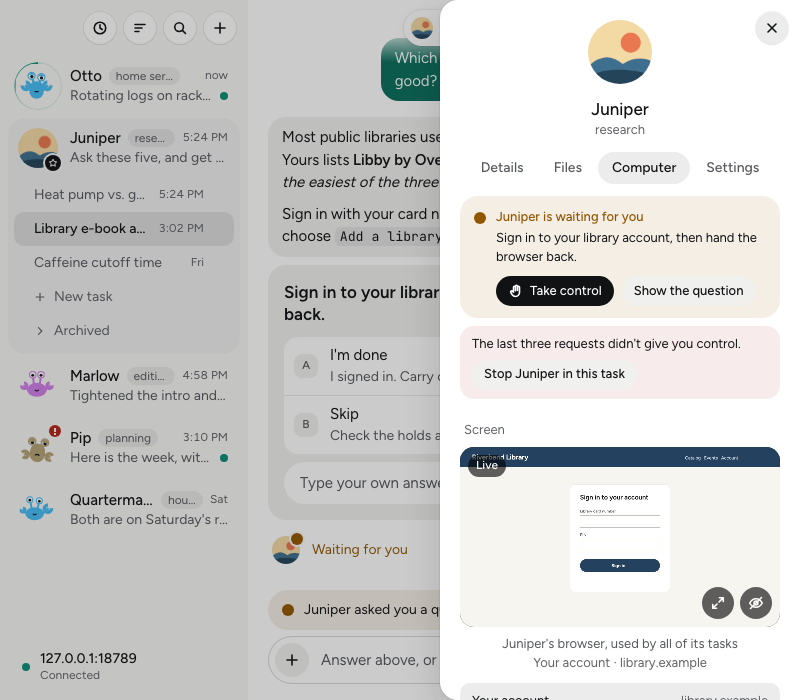 Otto
home ser...
now
Rotating logs on rack...
Juniper
rese...
5:24 PM
Ask these five, and get ...
Heat pump vs. g...
5:24 PM
Library e-book a...
3:02 PM
Caffeine cutoff time
Fri
New task
Archived
Marlow
editi...
4:58 PM
Tightened the intro and...
Pip
planning
3:10 PM
Here is the week, wit...
Quarterma...
hou...
Sat
Both are on Saturday's r...
127.0.0.1:18789
Connected
Which
good?
Most public libraries use
Yours lists Libby by Ove
the easiest of the three
Sign in with your card n
choose Add a library
Sign in to your librar
back.
A
I'm done
I signed in. Carry o
B
Skip
Check the holds a
Type your own answe
Waiting for you
Juniper asked you a q
Answer above, or
Juniper
research
Details
Files
Computer
Settings
Juniper is waiting for you
Sign in to your library account, then hand the
browser back.
Take control
Show the question
The last three requests didn't give you control.
Stop Juniper in this task
Screen
Library
Live
Catalog Events Account
Sign in to your account
Library card number
PIN
Sign in
Juniper's browser, used by all of its tasks
Your account · library.example
Your account
library.example